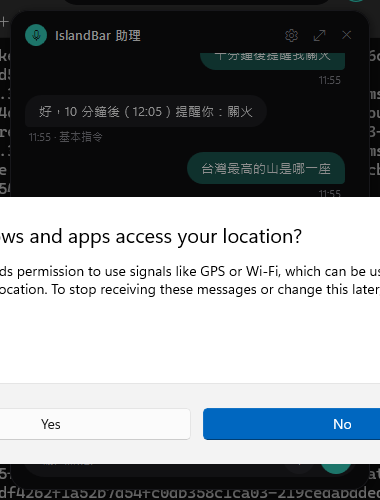 IslandBar 助理
十分鐘後提醒我關火
11:55
好，10 分鐘後（12:05）提醒你：關火
11:55 · 基本指令
台灣最高的山是哪一座
11:55
ws and apps access your location?
ds permission to use signals like GPS or Wi-Fi, which can be us
ocation. To stop receiving these messages or change this later
Yes
No